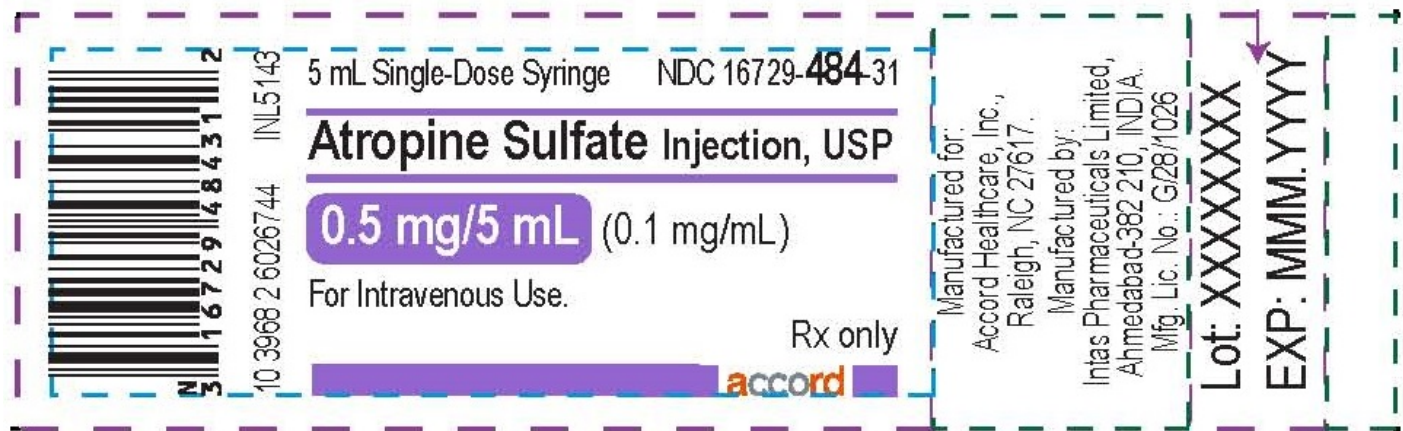 5 mL Single-Dose Syringe NDC 16729-484-31
Atropine Sulfate Injection, USP
0.5 mg/5 mL (0.1 mg/mL)
For Intravenous Use.
Rx only
accord
N
3 16729 48431 2
10 3968 2 6026744 INL5143
Manufactured for:
Accord Healthcare, Inc.,
Raleigh, NC 27617.
Manufactured by:
Intas Pharmaceuticals Limited,
Ahmedabad-382 210, INDIA.
Mfg. Lic. No.: G/28/1026
Lot: XXXXXXXX
EXP: MMM.YYYY